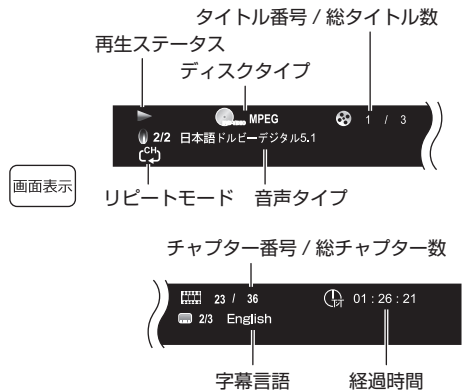 タイトル番号 / 総タイトル数
再生ステータス
ディスクタイプ
MPEG 1 / 3
2/2 日本語ドルビーデジタル5.1
CH
画面表示
リピートモード 音声タイプ
チャプター番号 / 総チャプター数
23 / 36 01 : 26 : 21
2/3 English
字幕言語 経過時間